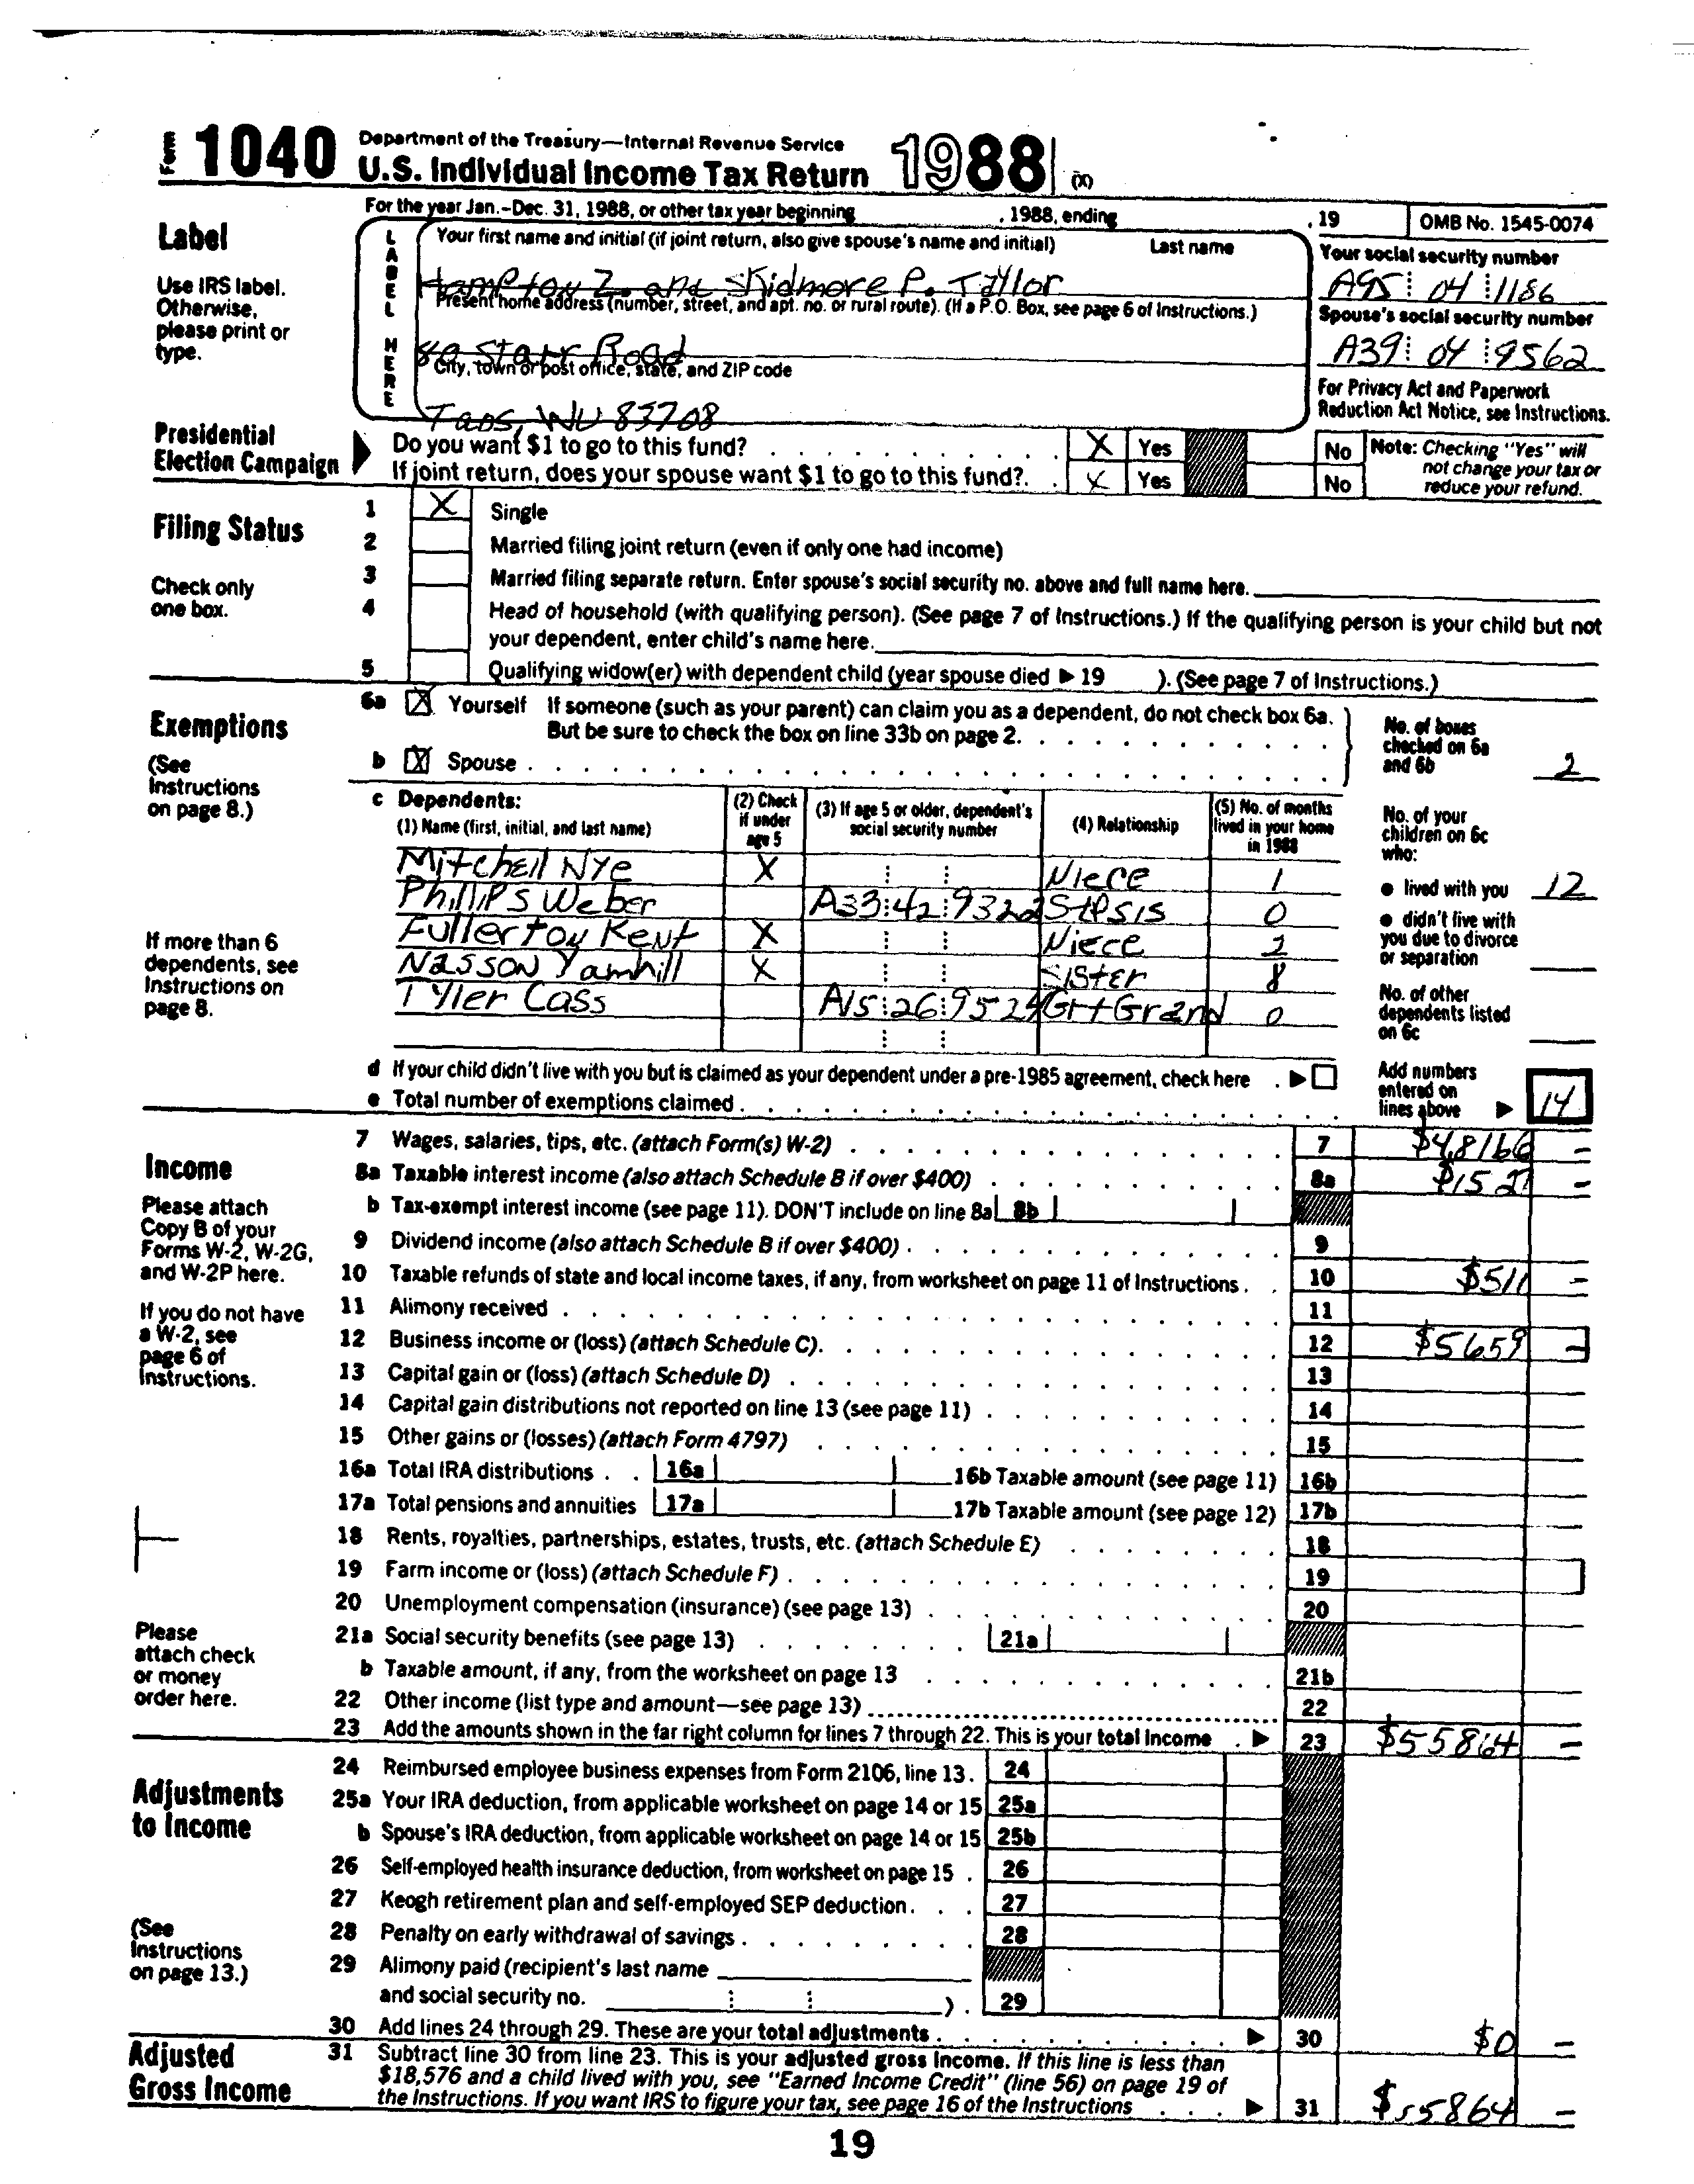 Form 1040 Department of the Treasury—Internal Revenue Service
U.S. Individual Income Tax Return 1988 (X)
For the year Jan.-Dec. 31, 1988, or other tax year beginning , 1988, ending , 19 OMB No. 1545-0074
Label
Use IRS label. Otherwise, please print or type.
LABEL HERE
Your first name and initial (if joint return, also give spouse's name and initial) Last name
Hampton Z. and Skidmore P. Taylor
Your social security number
A95 04 1186
Present home address (number, street, and apt. no. or rural route). (If a P.O. Box, see page 6 of Instructions.)
80 Starr Road
Spouse's social security number
A39 04 9562
City, town or post office, state, and ZIP code
Taos, WV 83708
For Privacy Act and Paperwork Reduction Act Notice, see Instructions.
Presidential Election Campaign
Do you want $1 to go to this fund? X Yes No
If joint return, does your spouse want $1 to go to this fund?. X Yes No
Note: Checking "Yes" will not change your tax or reduce your refund.
Filing Status
Check only one box.
1 X Single
2 Married filing joint return (even if only one had income)
3 Married filing separate return. Enter spouse's social security no. above and full name here.
4 Head of household (with qualifying person). (See page 7 of Instructions.) If the qualifying person is your child but not
your dependent, enter child's name here.
5 Qualifying widow(er) with dependent child (year spouse died ▶ 19 ). (See page 7 of Instructions.)
Exemptions
(See Instructions on page 8.)
6a X Yourself If someone (such as your parent) can claim you as a dependent, do not check box 6a.
But be sure to check the box on line 33b on page 2.
b X Spouse
No. of boxes checked on 6a and 6b 2
c Dependents:
(1) Name (first, initial, and last name) (2) Check if under age 5 (3) If age 5 or older, dependent's social security number (4) Relationship (5) No. of months lived in your home in 1988
Mitchell Nye X Niece 1
Phillips Weber A33 42 9322 StpSis 0
Fullerton Kent X Niece 2
Nasson Yamhill X Sister 8
Tyler Cass A15 26 9524 Grt Grand 0
If more than 6 dependents, see Instructions on page 8.
No. of your children on 6c who:
● lived with you 12
● didn't live with you due to divorce or separation
No. of other dependents listed on 6c
d If your child didn't live with you but is claimed as your dependent under a pre-1985 agreement, check here . ▶
e Total number of exemptions claimed
Add numbers entered on lines above ▶ 14
Income
Please attach Copy B of your Forms W-2, W-2G, and W-2P here.
If you do not have a W-2, see page 6 of Instructions.
Please attach check or money order here.
7 Wages, salaries, tips, etc. (attach Form(s) W-2) 7 $48166 –
8a Taxable interest income (also attach Schedule B if over $400) 8a $1527 –
b Tax-exempt interest income (see page 11). DON'T include on line 8a 8b
9 Dividend income (also attach Schedule B if over $400) 9
10 Taxable refunds of state and local income taxes, if any, from worksheet on page 11 of Instructions 10 $511 –
11 Alimony received 11
12 Business income or (loss) (attach Schedule C). 12 $5659 –
13 Capital gain or (loss) (attach Schedule D) 13
14 Capital gain distributions not reported on line 13 (see page 11) 14
15 Other gains or (losses) (attach Form 4797) 15
16a Total IRA distributions 16a 16b Taxable amount (see page 11) 16b
17a Total pensions and annuities 17a 17b Taxable amount (see page 12) 17b
18 Rents, royalties, partnerships, estates, trusts, etc. (attach Schedule E) 18
19 Farm income or (loss) (attach Schedule F) 19
20 Unemployment compensation (insurance) (see page 13) 20
21a Social security benefits (see page 13) 21a
b Taxable amount, if any, from the worksheet on page 13 21b
22 Other income (list type and amount—see page 13) 22
23 Add the amounts shown in the far right column for lines 7 through 22. This is your total income ▶ 23 $55864 –
Adjustments to Income
(See Instructions on page 13.)
24 Reimbursed employee business expenses from Form 2106, line 13. 24
25a Your IRA deduction, from applicable worksheet on page 14 or 15 25a
b Spouse's IRA deduction, from applicable worksheet on page 14 or 15 25b
26 Self-employed health insurance deduction, from worksheet on page 15 26
27 Keogh retirement plan and self-employed SEP deduction 27
28 Penalty on early withdrawal of savings 28
29 Alimony paid (recipient's last name
and social security no. ). 29
30 Add lines 24 through 29. These are your total adjustments ▶ 30 $0 –
Adjusted Gross Income
31 Subtract line 30 from line 23. This is your adjusted gross income. If this line is less than
$18,576 and a child lived with you, see "Earned Income Credit" (line 56) on page 19 of
the Instructions. If you want IRS to figure your tax, see page 16 of the Instructions ▶ 31 $55864 –
19